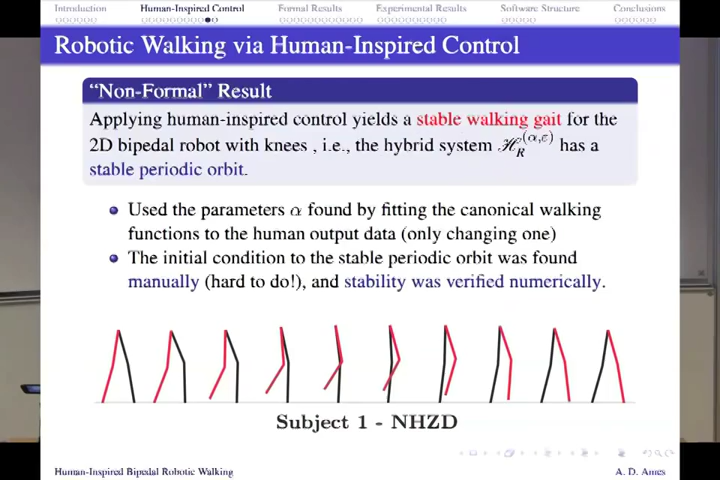 Introduction Human-Inspired Control Formal Results Experimental Results Software Structure Conclusions
Robotic Walking via Human-Inspired Control
“Non-Formal” Result
Applying human-inspired control yields a stable walking gait for the
2D bipedal robot with knees , i.e., the hybrid system ℋ_R^(α,ε) has a
stable periodic orbit.
Used the parameters α found by fitting the canonical walking
functions to the human output data (only changing one)
The initial condition to the stable periodic orbit was found
manually (hard to do!), and stability was verified numerically.
Subject 1 - NHZD
Human-Inspired Bipedal Robotic Walking A. D. Ames